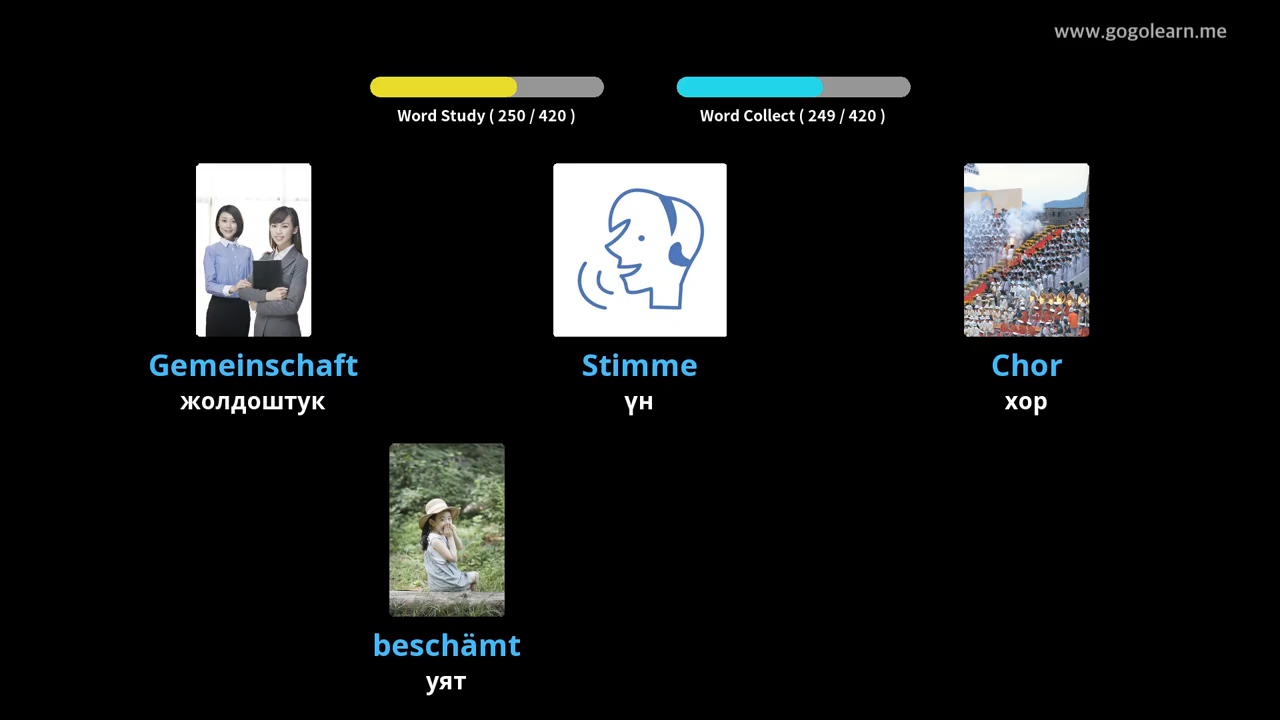 www.gogolearn.me
Word Study ( 250 / 420 )
Word Collect ( 249 / 420 )
Gemeinschaft
жолдоштук
Stimme
үн
Chor
хор
beschämt
уят